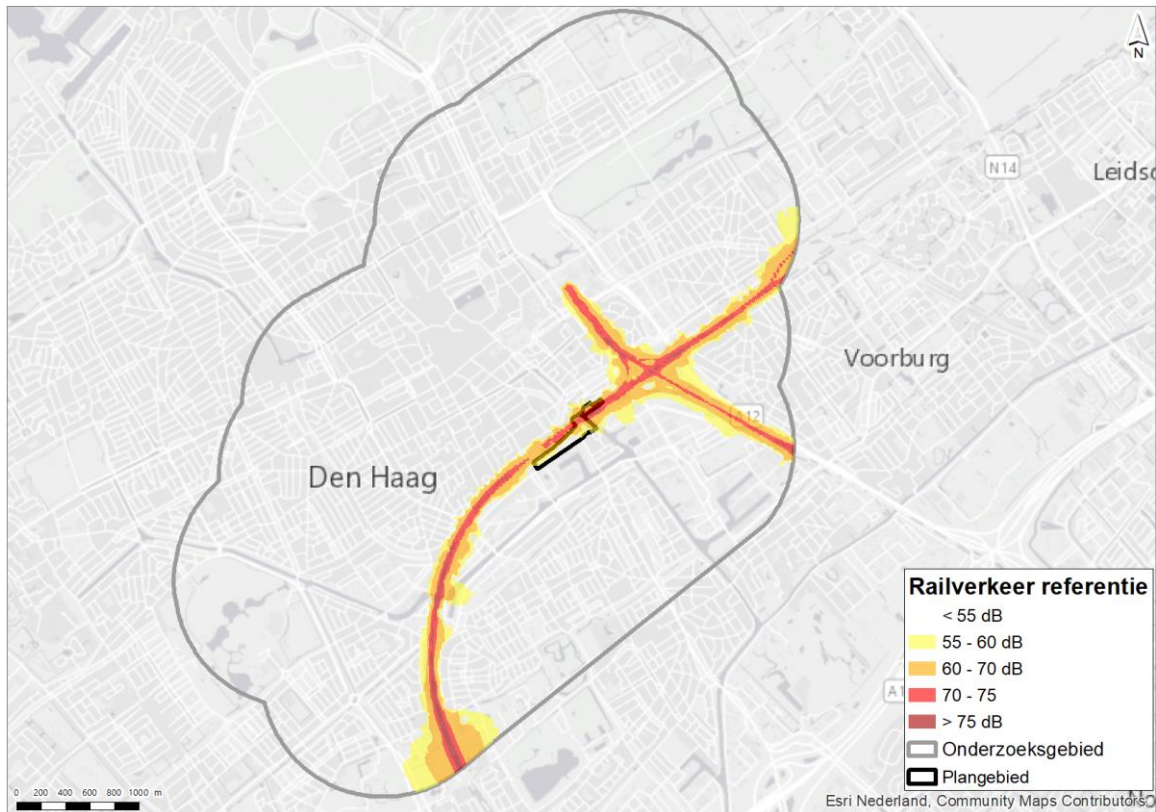 N
N14
Leidsc
Voorburg
A12
Den Haag
Railverkeer referentie
< 55 dB
55 - 60 dB
60 - 70 dB
70 - 75
> 75 dB
Onderzoeksgebied
Plangebied
0 200 400 600 800 1000 m
Esri Nederland, Community Maps Contributors